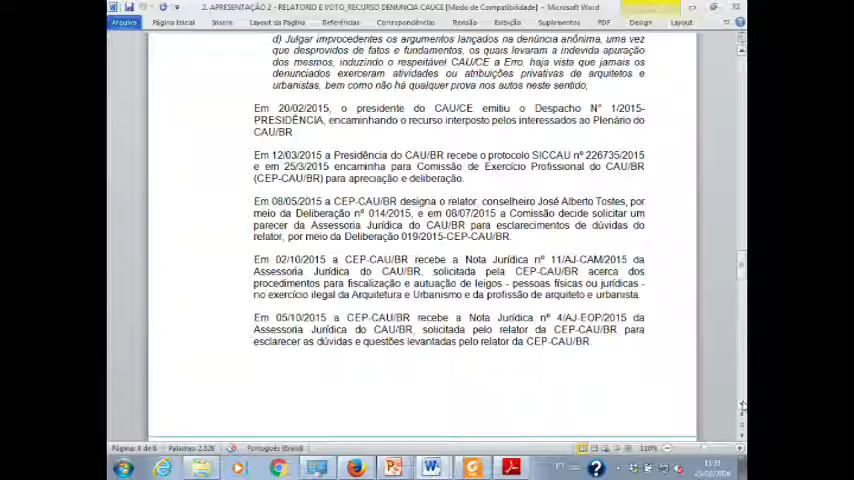 2. APRESENTAÇÃO 2 - RELATORIO E VOTO_RECURSO DENUNCIA CAUCE [Modo de Compatibilidade] - Microsoft Word
Arquivo Página Inicial Inserir Layout da Página Referências Correspondências Revisão Exibição Suplementos PDF Design Layout
d) Julgar improcedentes os argumentos lançados na denúncia anônima, uma vez
que desprovidos de fatos e fundamentos, os quais levaram a indevida apuração
dos mesmos, induzindo o respeitável CAU/CE a Erro, haja vista que jamais os
denunciados exerceram atividades ou atribuições privativas de arquitetos e
urbanistas, bem como não há qualquer prova nos autos neste sentido;
Em 20/02/2015, o presidente do CAU/CE emitiu o Despacho N° 1/2015-
PRESIDÊNCIA, encaminhando o recurso interposto pelos interessados ao Plenário do
CAU/BR.
Em 12/03/2015 a Presidência do CAU/BR recebe o protocolo SICCAU nº 226735/2015
e em 25/3/2015 encaminha para Comissão de Exercício Profissional do CAU/BR
(CEP-CAU/BR) para apreciação e deliberação.
Em 08/05/2015 a CEP-CAU/BR designa o relator, conselheiro José Alberto Tostes, por
meio da Deliberação nº 014/2015, e em 08/07/2015 a Comissão decide solicitar um
parecer da Assessoria Jurídica do CAU/BR para esclarecimentos de dúvidas do
relator, por meio da Deliberação 019/2015-CEP-CAU/BR.
Em 02/10/2015 a CEP-CAU/BR recebe a Nota Jurídica nº 11/AJ-CAM/2015 da
Assessoria Jurídica do CAU/BR, solicitada pela CEP-CAU/BR acerca dos
procedimentos para fiscalização e autuação de leigos - pessoas físicas ou jurídicas -
no exercício ilegal da Arquitetura e Urbanismo e da profissão de arquiteto e urbanista.
Em 05/10/2015 a CEP-CAU/BR recebe a Nota Jurídica nº 4/AJ-EOP/2015 da
Assessoria Jurídica do CAU/BR, solicitada pelo relator da CEP-CAU/BR para
esclarecer as dúvidas e questões levantadas pelo relator da CEP-CAU/BR.
Página: 4 de 6 Palavras: 2.326 Português (Brasil) 110%
PT